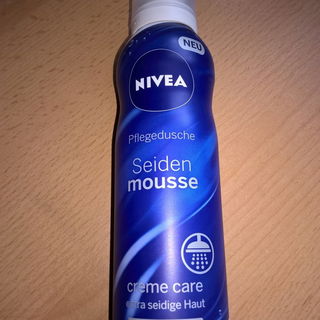 NEU
NIVEA
Pflegedusche
Seiden
mousse
creme care
extra seidige Haut